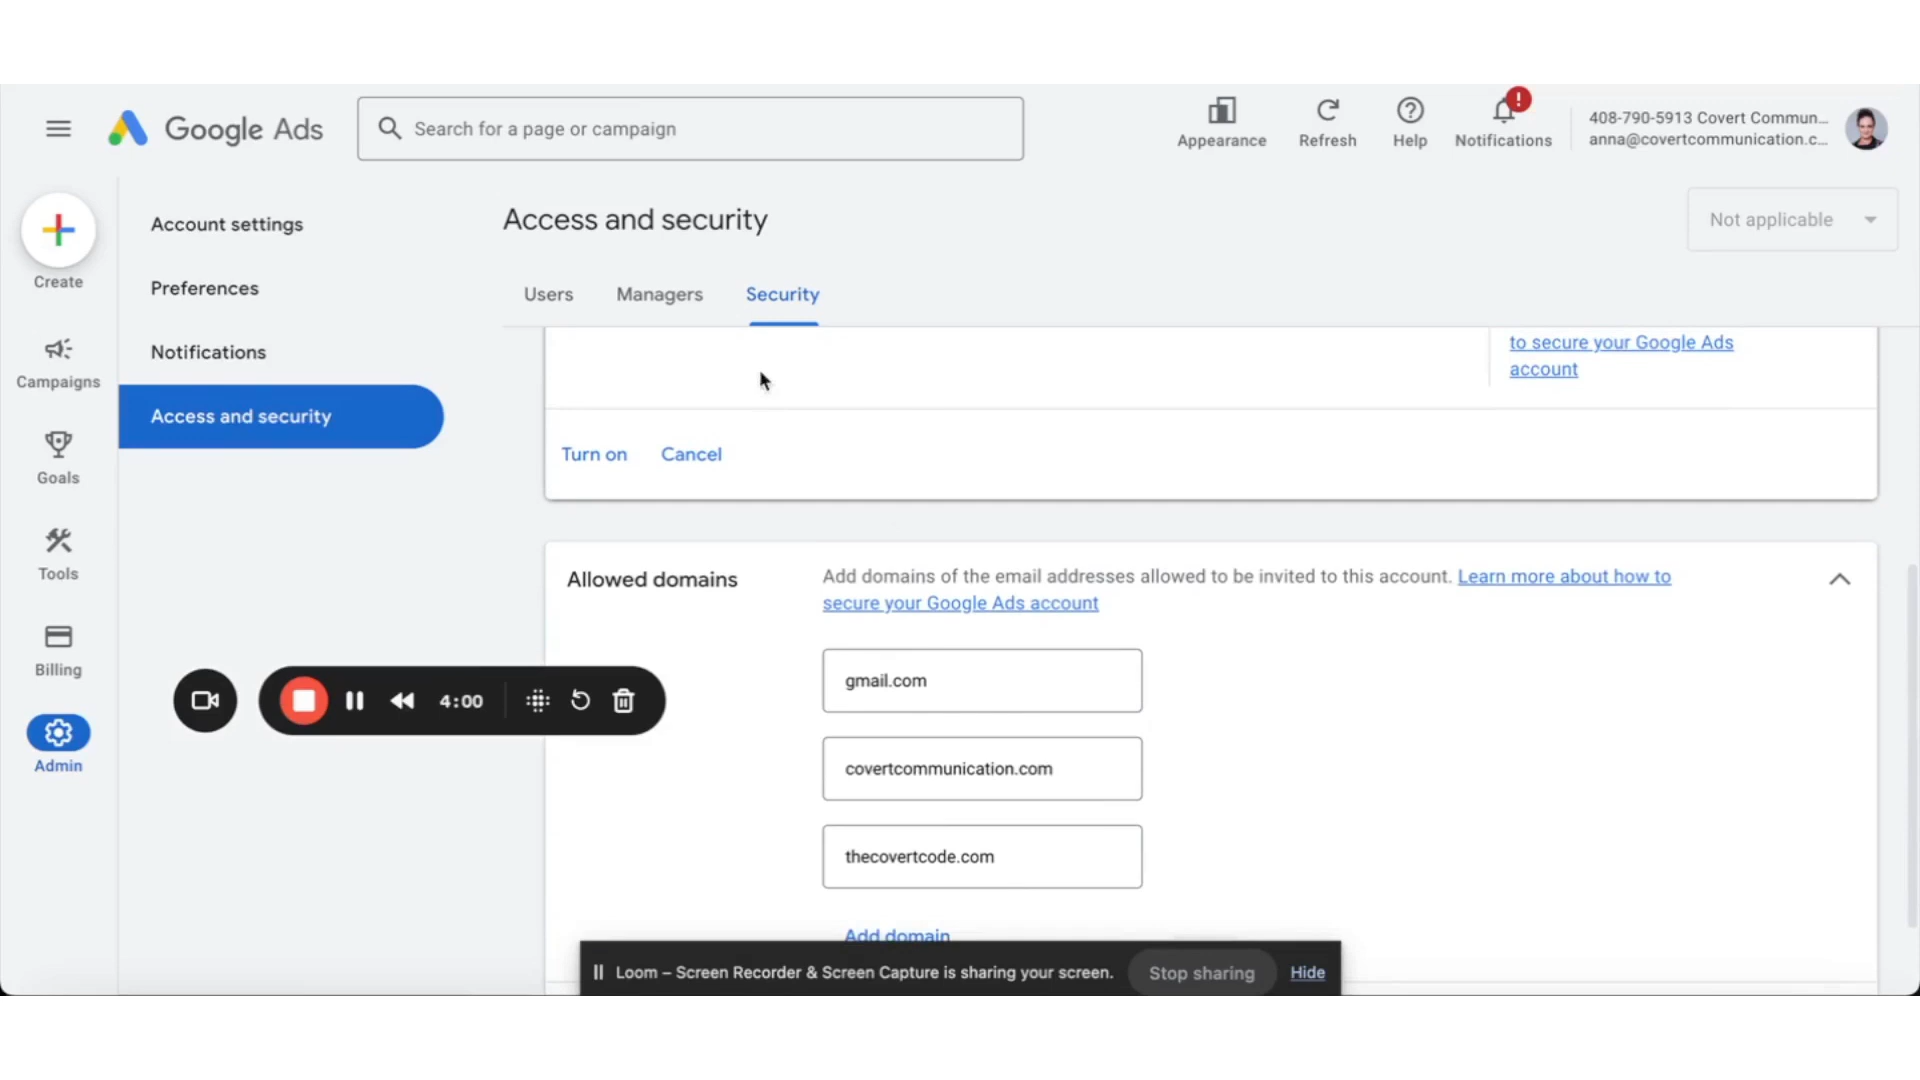 Google Ads
Search for a page or campaign
Appearance
Refresh
Help
Notifications
!
408-790-5913 Covert Commun...
anna@covertcommunication.c...
Create
Campaigns
Goals
Tools
Billing
Admin
Account settings
Preferences
Notifications
Access and security
Access and security
Not applicable
Users
Managers
Security
to secure your Google Ads
account
Turn on
Cancel
Allowed domains
Add domains of the email addresses allowed to be invited to this account. Learn more about how to
secure your Google Ads account
gmail.com
covertcommunication.com
thecovertcode.com
Add domain
4:00
Loom – Screen Recorder & Screen Capture is sharing your screen.
Stop sharing
Hide